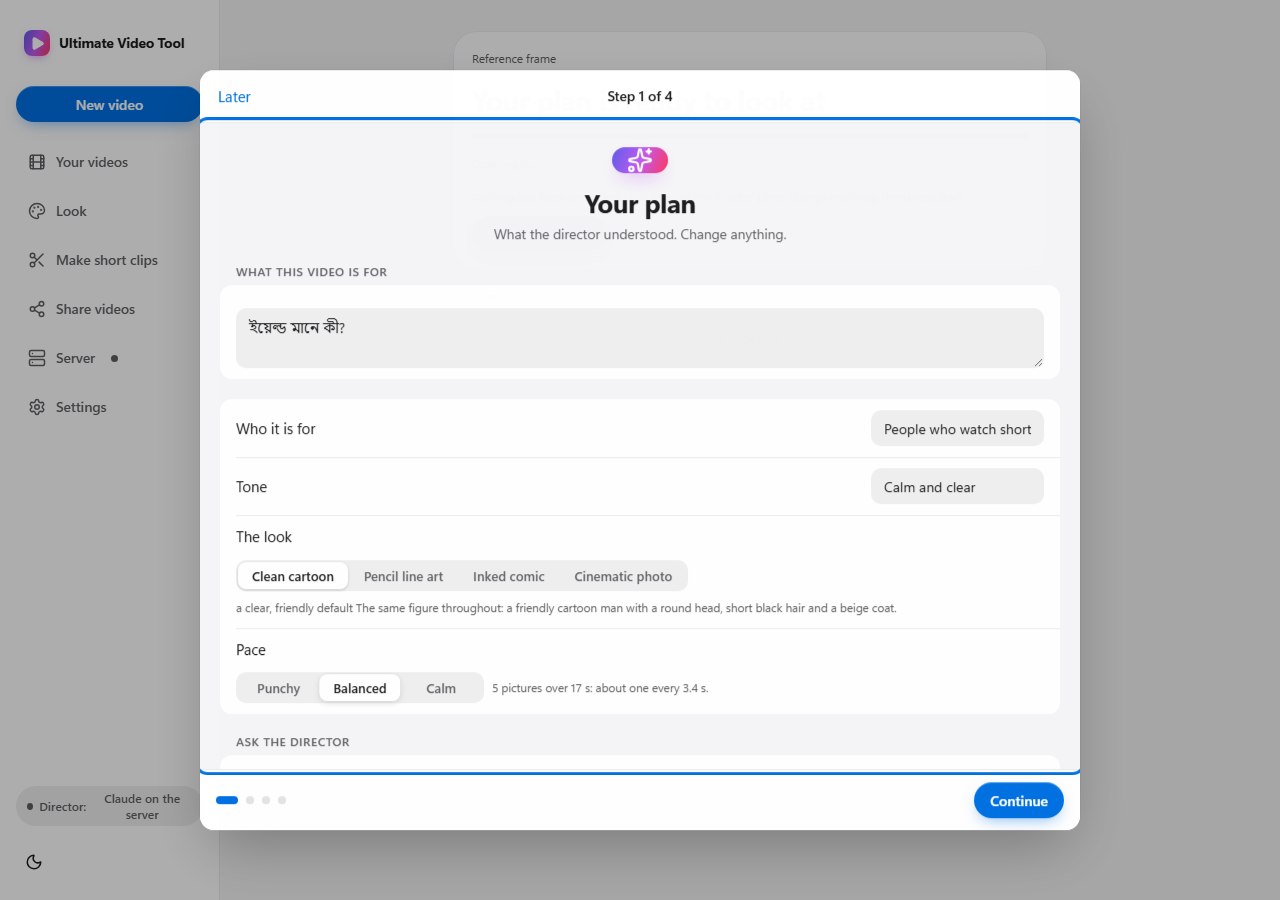 Ultimate Video Tool
New video
Your videos
Look
Make short clips
Share videos
Server
Settings
Director: Claude on the server
Reference frame
Later
Step 1 of 4
Your plan
What the director understood. Change anything.
WHAT THIS VIDEO IS FOR
ইয়েল্ড মানে কী?
Who it is for
People who watch short
Tone
Calm and clear
The look
Clean cartoon
Pencil line art
Inked comic
Cinematic photo
a clear, friendly default The same figure throughout: a friendly cartoon man with a round head, short black hair and a beige coat.
Pace
Punchy
Balanced
Calm
5 pictures over 17 s: about one every 3.4 s.
ASK THE DIRECTOR
Continue